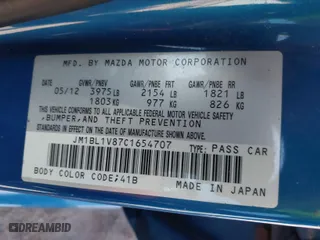 MFD. BY MAZDA MOTOR CORPORATION
GVWR/PNBV GAWR/PNBE FRT GAWR/PNBE RR
05/12 3975LB 2154 LB 1821 LB
1803KG 977 KG 826 KG
THIS VEHICLE CONFORMS TO ALL APPLICABLE
FEDERAL MOTOR VEHICLE SAFETY
,BUMPER,AND THEFT PREVENTION
STANDARDS IN EFFECT ON THE DATE OF
MANUFACTURE SHOWN ABOVE.
JM1BL1V87C1654707 TYPE: PASS CAR
BODY COLOR CODE;41B
MADE IN JAPAN
DREAMBID